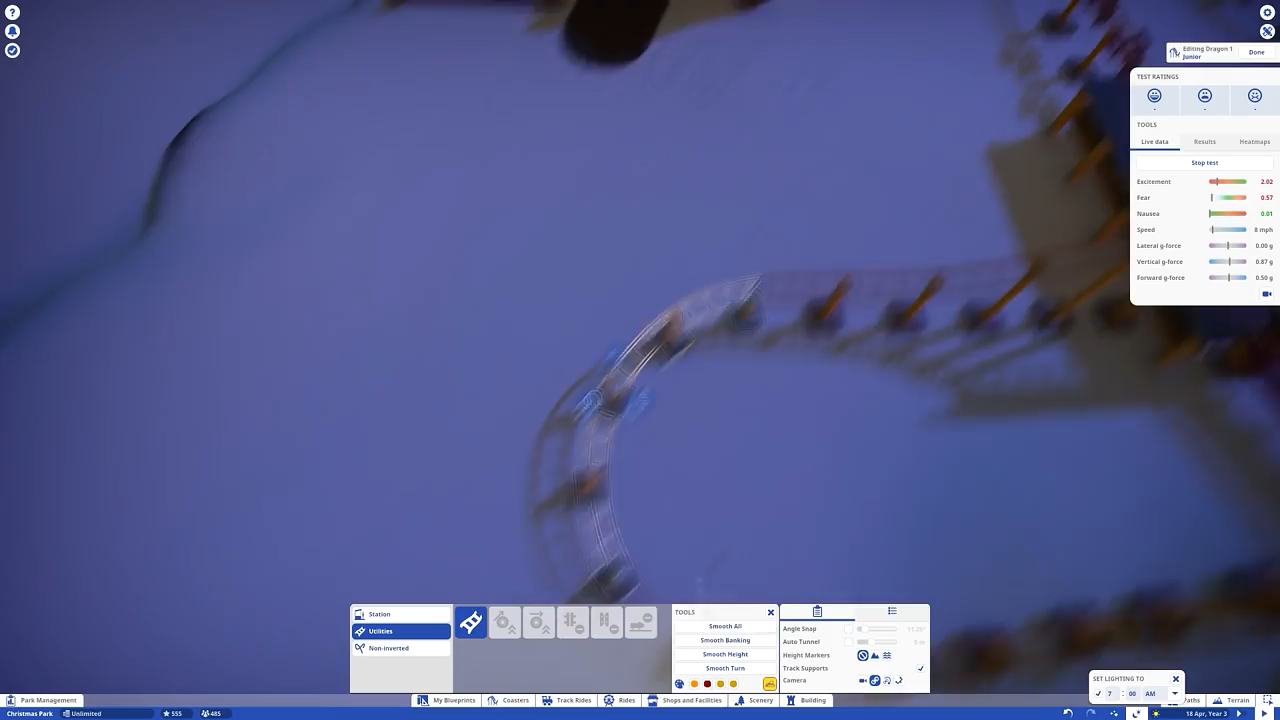 ?
Editing Dragon 1
Junior
Done
TEST RATINGS
- - -
TOOLS
Live data Results Heatmaps
Stop test
Excitement 2.02
Fear 0.57
Nausea 0.01
Speed 8 mph
Lateral g-force 0.00 g
Vertical g-force 0.87 g
Forward g-force 0.50 g
Station
Utilities
Non-inverted
TOOLS
Smooth All
Smooth Banking
Smooth Height
Smooth Turn
Angle Snap 11.25°
Auto Tunnel 5 m
Height Markers
Track Supports
Camera
SET LIGHTING TO
7 : 00 AM
Park Management
My Blueprints Coasters Track Rides Rides Shops and Facilities Scenery Building Paths Terrain
Christmas Park Unlimited 555 485
18 Apr, Year 3